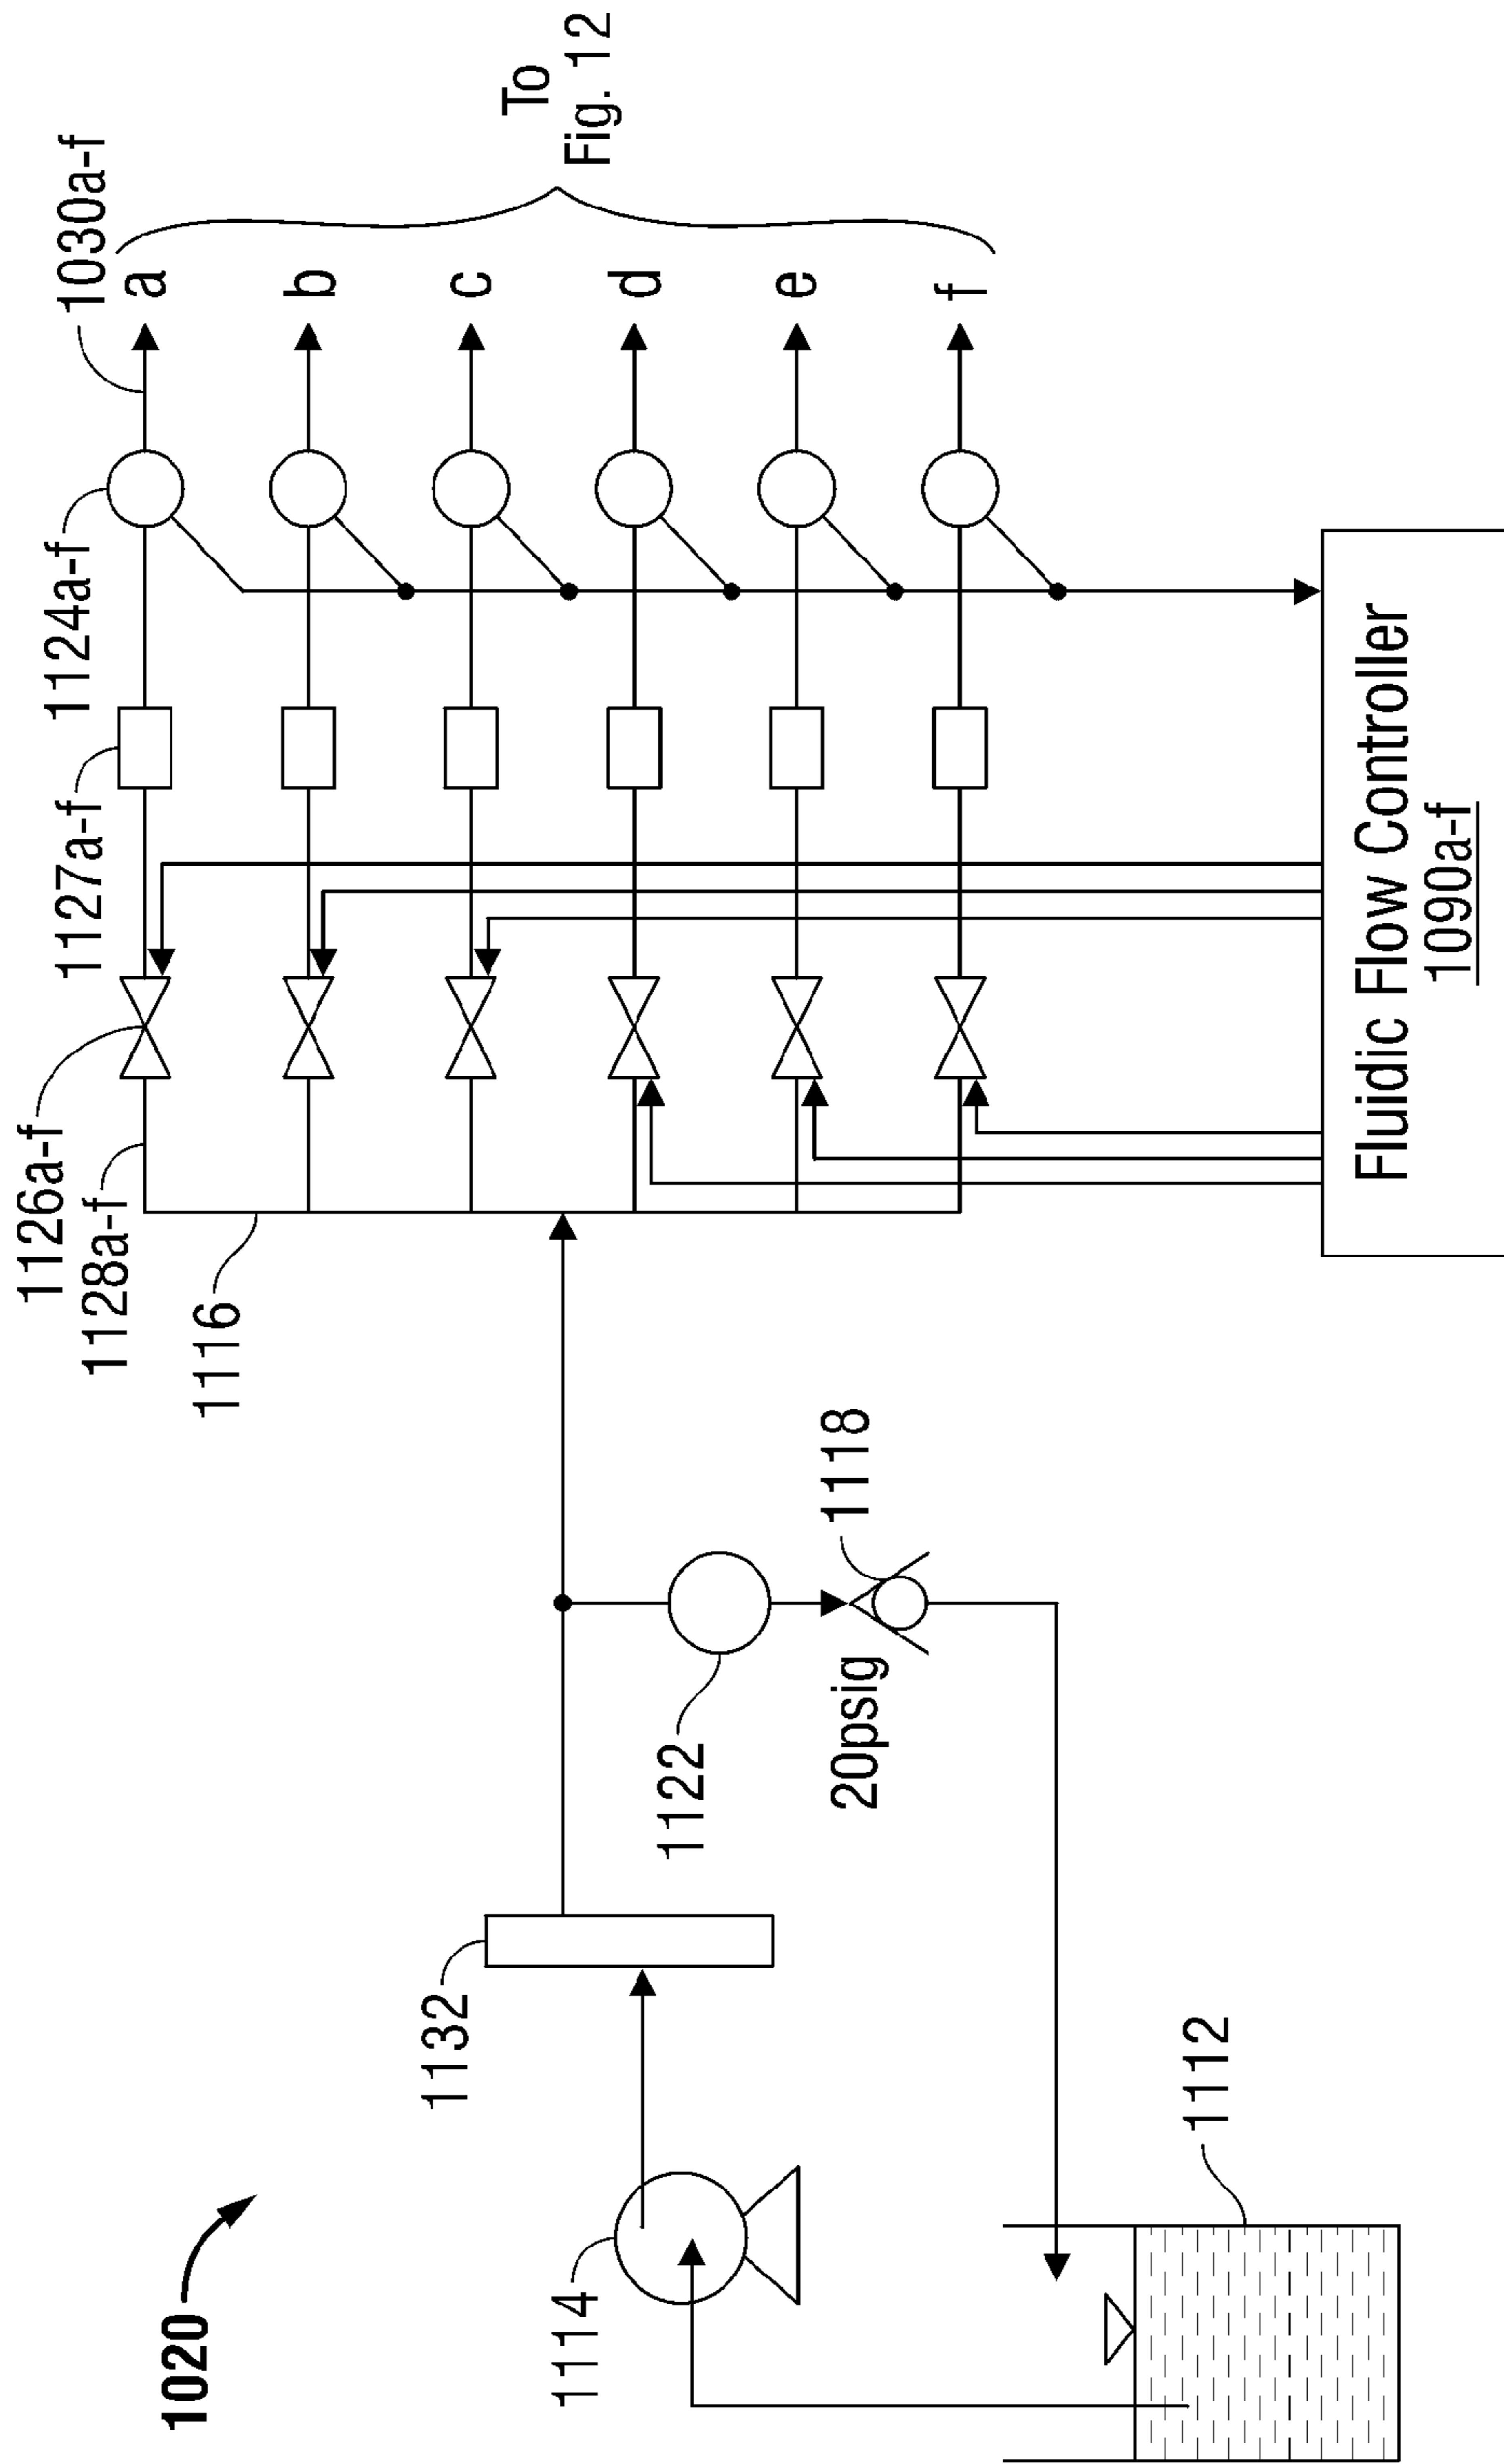 1020
1126a-f
1128a-f
1127a-f
1124a-f
1030a-f
a
b
c
d
e
f
To
Fig. 12
1116
1132
1114
1122
1118
20psig
1112
Fluidic Flow Controller
1090a-f